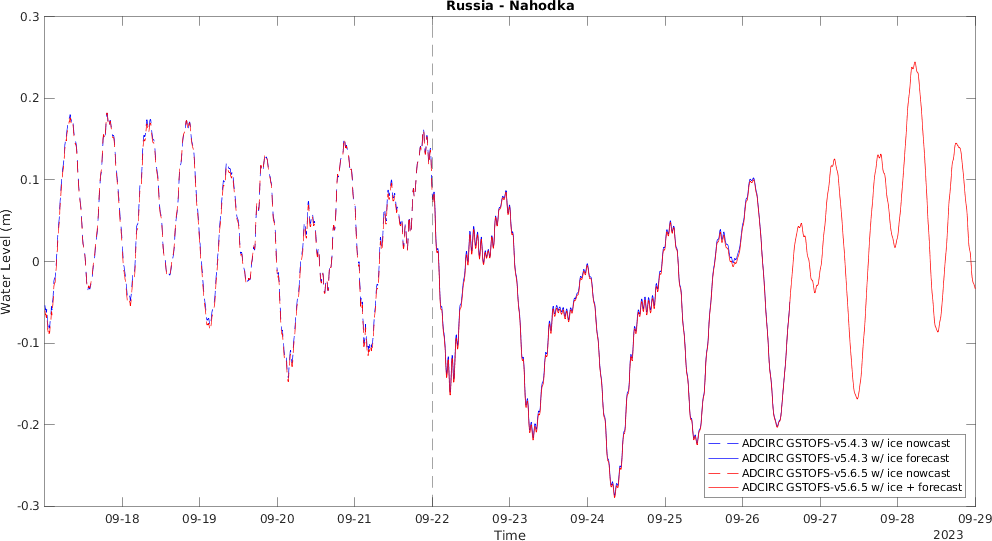 Russia - Nahodka
0.3
0.2
0.1
0
-0.1
-0.2
-0.3
Water Level (m)
ADCIRC GSTOFS-v5.4.3 w/ ice nowcast
ADCIRC GSTOFS-v5.4.3 w/ ice forecast
ADCIRC GSTOFS-v5.6.5 w/ ice nowcast
ADCIRC GSTOFS-v5.6.5 w/ ice + forecast
09-18 09-19 09-20 09-21 09-22 09-23 09-24 09-25 09-26 09-27 09-28 09-29
Time
2023